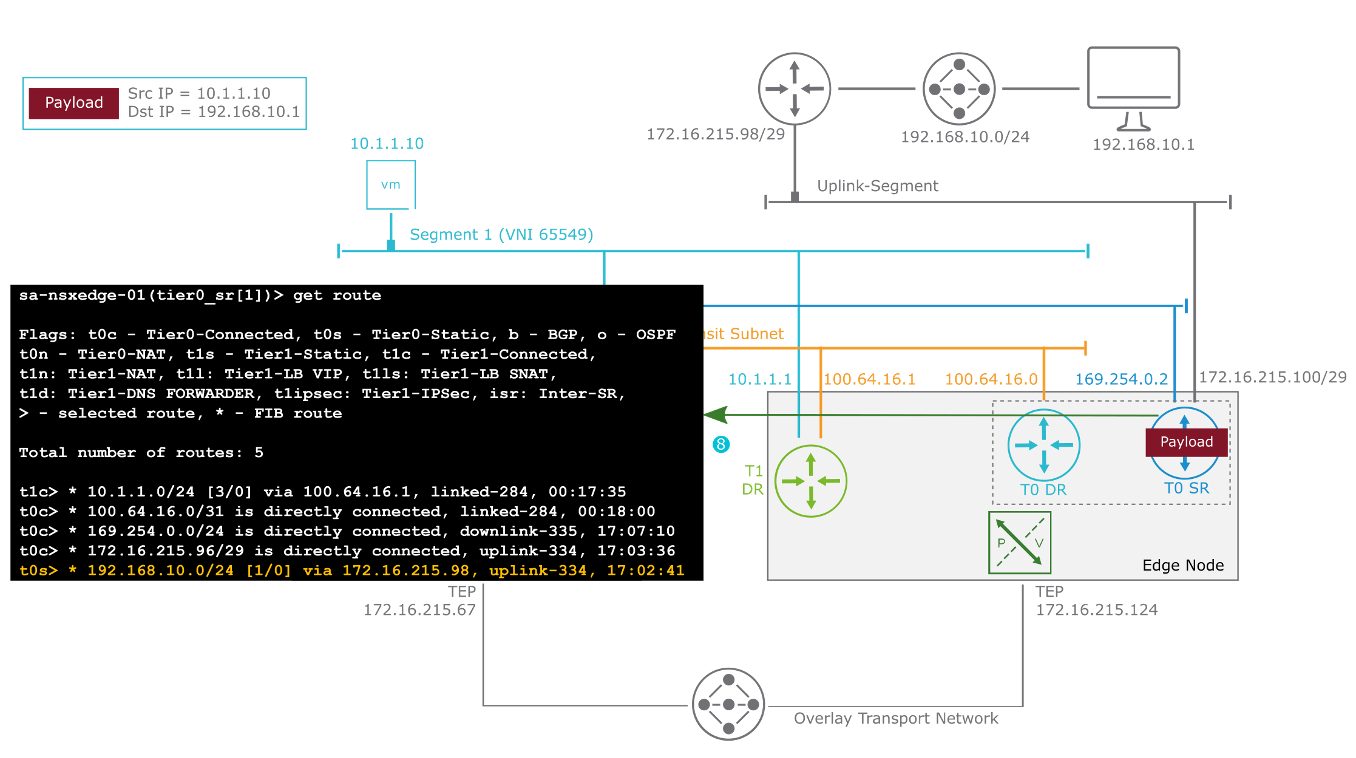 Payload
Src IP = 10.1.1.10
Dst IP = 192.168.10.1
172.16.215.98/29
192.168.10.0/24
192.168.10.1
10.1.1.10
vm
Uplink-Segment
Segment 1 (VNI 65549)
sa-nsxedge-01(tier0_sr[1])> get route
Flags: t0c - Tier0-Connected, t0s - Tier0-Static, b - BGP, o - OSPF
t0n - Tier0-NAT, t1s - Tier1-Static, t1c - Tier1-Connected,
t1n: Tier1-NAT, t1l: Tier1-LB VIP, t1ls: Tier1-LB SNAT,
t1d: Tier1-DNS FORWARDER, t1ipsec: Tier1-IPSec, isr: Inter-SR,
> - selected route, * - FIB route
Total number of routes: 5
t1c> * 10.1.1.0/24 [3/0] via 100.64.16.1, linked-284, 00:17:35
t0c> * 100.64.16.0/31 is directly connected, linked-284, 00:18:00
t0c> * 169.254.0.0/24 is directly connected, downlink-335, 17:07:10
t0c> * 172.16.215.96/29 is directly connected, uplink-334, 17:03:36
t0s> * 192.168.10.0/24 [1/0] via 172.16.215.98, uplink-334, 17:02:41
Subnet
10.1.1.1
100.64.16.1
100.64.16.0
169.254.0.2
172.16.215.100/29
8
Payload
T1
DR
T0 DR
T0 SR
P
V
Edge Node
TEP
172.16.215.67
TEP
172.16.215.124
Overlay Transport Network